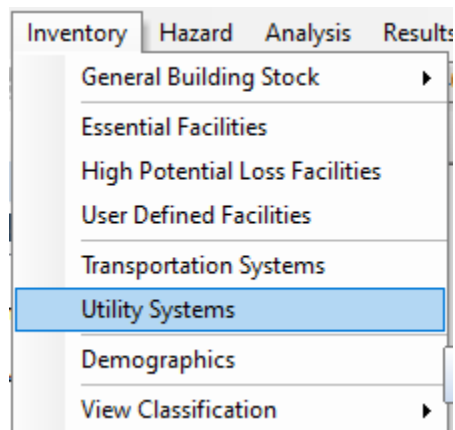 Inventory Hazard Analysis Results
General Building Stock
Essential Facilities
High Potential Loss Facilities
User Defined Facilities
Transportation Systems
Utility Systems
Demographics
View Classification